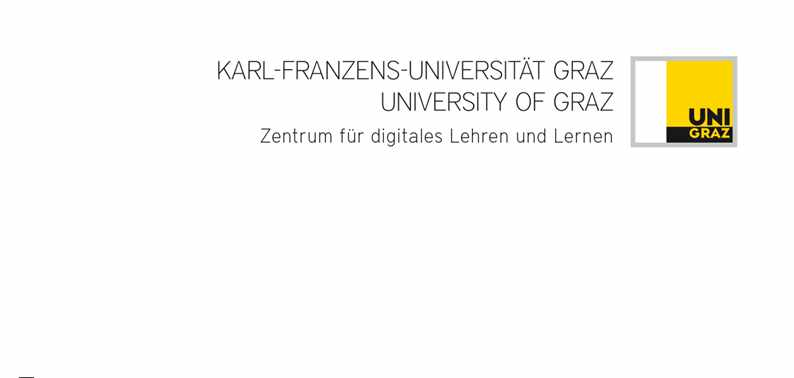 KARL-FRANZENS-UNIVERSITÄT GRAZ
UNIVERSITY OF GRAZ
Zentrum für digitales Lehren und Lernen
UNI
GRAZ